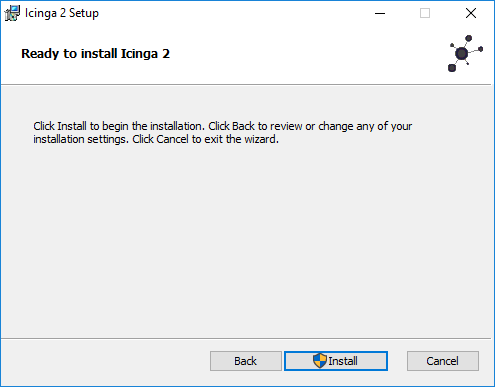 Icinga 2 Setup
Ready to install Icinga 2
Click Install to begin the installation. Click Back to review or change any of your
installation settings. Click Cancel to exit the wizard.
Back
Install
Cancel